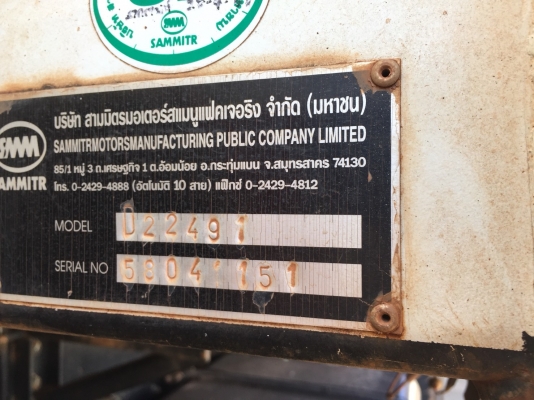 SMM
SAMMITR
บริษัท สามมิตรมอเตอร์สแมนูแฟคเจอริง จำกัด (มหาชน)
SAMMITRMOTORSMANUFACTURING PUBLIC COMPANY LIMITED
85/1 หมู่ 3 ถ.เศรษฐกิจ 1 ต.อ้อมน้อย อ.กระทุ่มแบน จ.สมุทรสาคร 74130
โทร. 0-2429-4888 (อัตโนมัติ 10 สาย) แฟ็กซ์ 0-2429-4812
SMM
SAMMITR
MODEL D22491
SERIAL NO